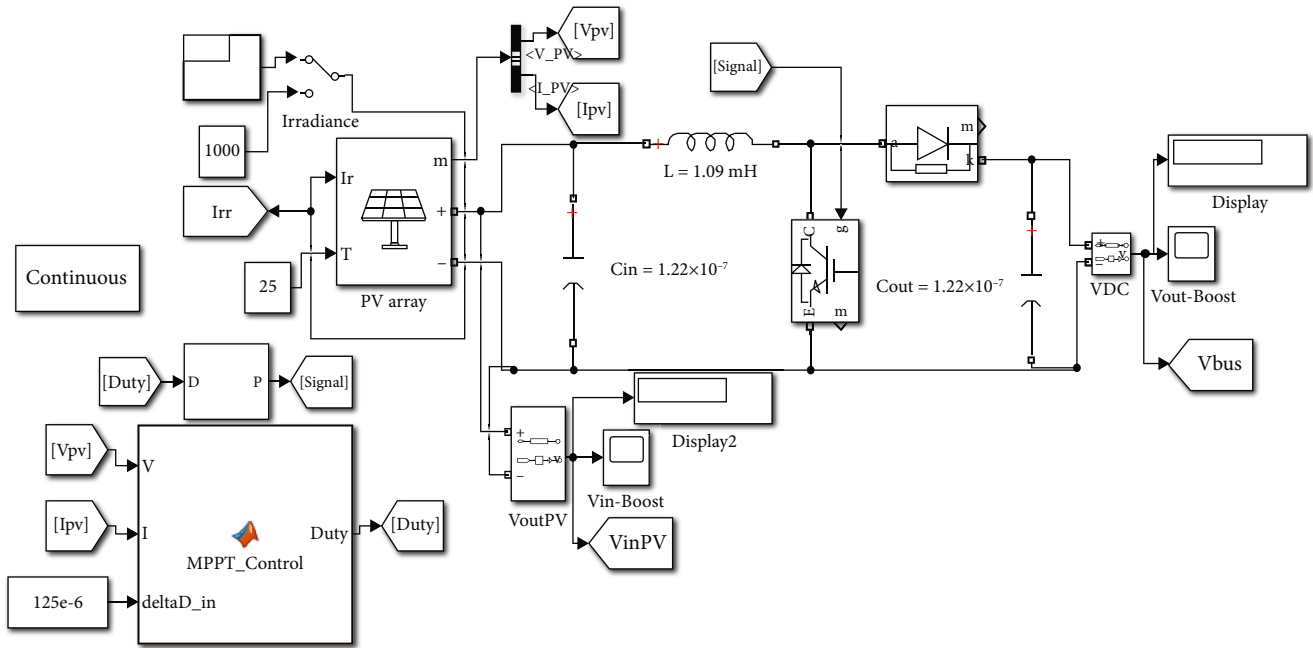 [Vpv]
<V_PV>
<I_PV>
[Ipv]
Irradiance
1000
Irr
Ir
T
m
+
−
PV array
25
Continuous
[Signal]
L = 1.09 mH
a
m
k
Cin = 1.22×10⁻⁷
C
g
E
m
Cout = 1.22×10⁻⁷
+
−
v
VDC
Display
Vout-Boost
Vbus
[Duty]
D
P
[Signal]
[Vpv]
[Ipv]
125e-6
V
I
deltaD_in
MPPT_Control
Duty
[Duty]
+
−
v
VoutPV
Display2
Vin-Boost
VinPV